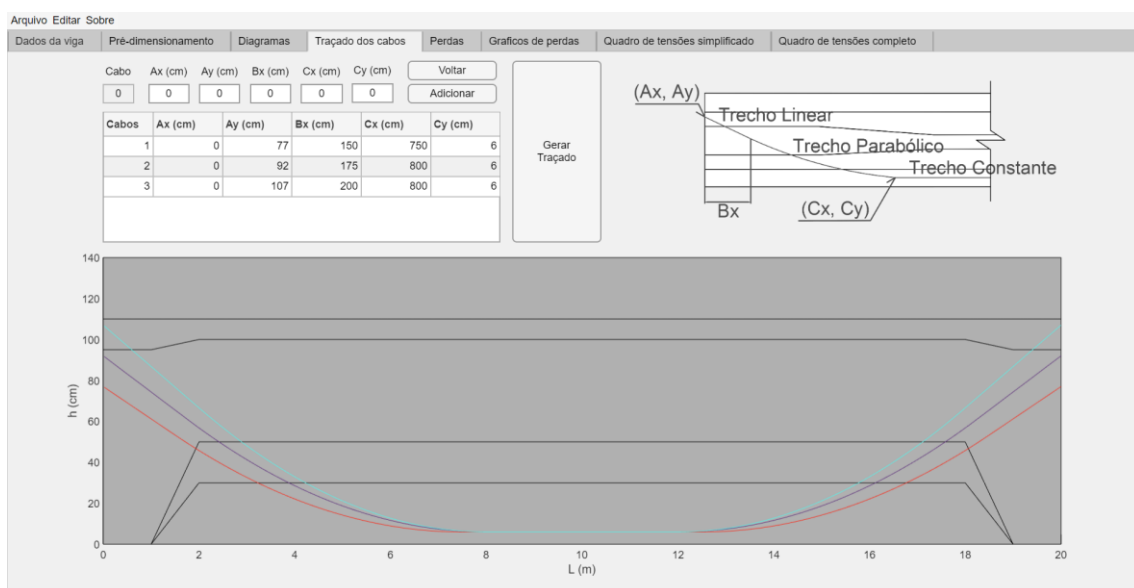 Arquivo Editar Sobre
Dados da viga Pré-dimensionamento Diagramas Traçado dos cabos Perdas Graficos de perdas Quadro de tensões simplificado Quadro de tensões completo
Cabo Ax (cm) Ay (cm) Bx (cm) Cx (cm) Cy (cm) Voltar
0 0 0 0 0 0 Adicionar
Cabos Ax (cm) Ay (cm) Bx (cm) Cx (cm) Cy (cm)
1 0 77 150 750 6
2 0 92 175 800 6
3 0 107 200 800 6
Gerar
Traçado
(Ax, Ay)
Trecho Linear
Trecho Parabólico
Trecho Constante
Bx
(Cx, Cy)
140
120
100
80
60
40
20
0
h (cm)
0 2 4 6 8 10 12 14 16 18 20
L (m)